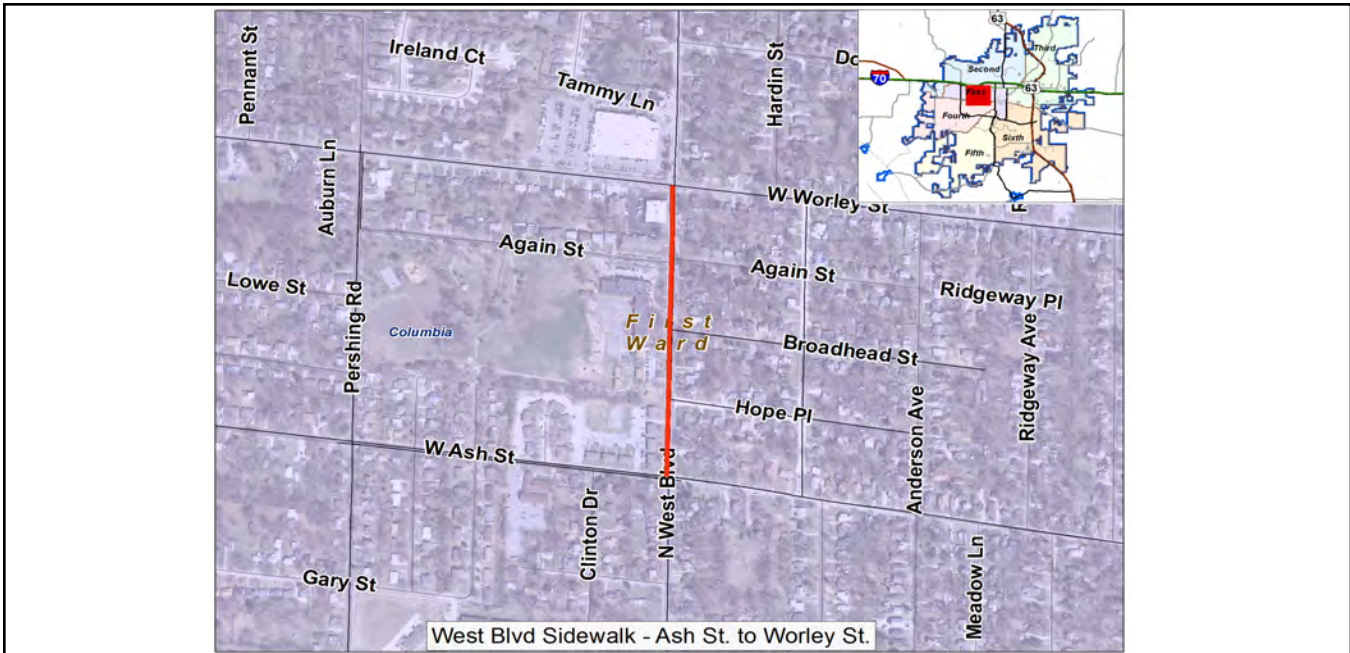 Pennant St
Ireland Ct
Tammy Ln
Hardin St
Do
63
Third
Second
70
63
First
Fourth
Sixth
Fifth
Auburn Ln
W Worley St
Again St
Again St
Lowe St
Ridgeway Pl
Pershing Rd
Columbia
First
Ward
Broadhead St
Ridgeway Ave
Hope Pl
Anderson Ave
W Ash St
N West Blvd
Clinton Dr
Meadow Ln
Gary St
West Blvd Sidewalk - Ash St. to Worley St.